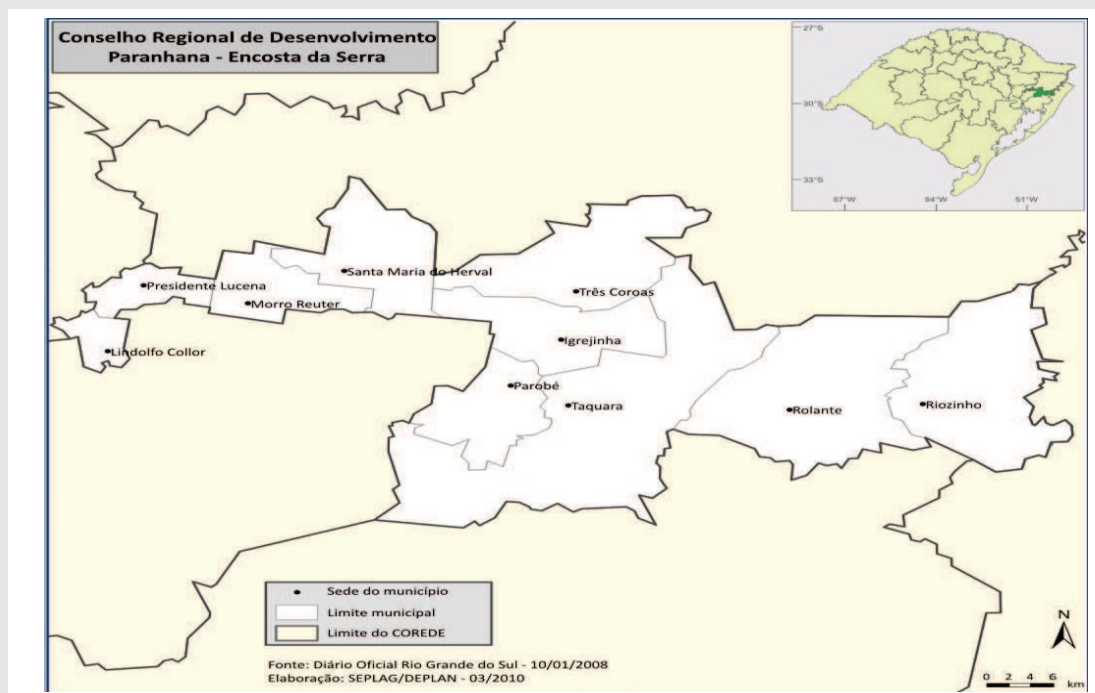 Conselho Regional de Desenvolvimento
Paranhana - Encosta da Serra
27°S
30°S
33°S
57°W
54°W
51°W
Santa Maria do Herval
Presidente Lucena
Morro Reuter
Três Coroas
Igrejinha
Lindolfo Collor
Parobé
Taquara
Rolante
Riozinho
Sede do município
Limite municipal
Limite do COREDE
Fonte: Diário Oficial Rio Grande do Sul - 10/01/2008
Elaboração: SEPLAG/DEPLAN - 03/2010
N
0 2 4 6
km